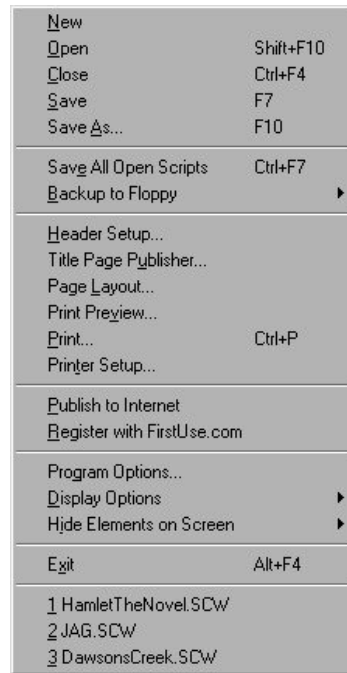 New
Open Shift+F10
Close Ctrl+F4
Save F7
Save As... F10
Save All Open Scripts Ctrl+F7
Backup to Floppy
Header Setup...
Title Page Publisher...
Page Layout...
Print Preview...
Print... Ctrl+P
Printer Setup...
Publish to Internet
Register with FirstUse.com
Program Options...
Display Options
Hide Elements on Screen
Exit Alt+F4
1 HamletTheNovel.SCW
2 JAG.SCW
3 DawsonsCreek.SCW